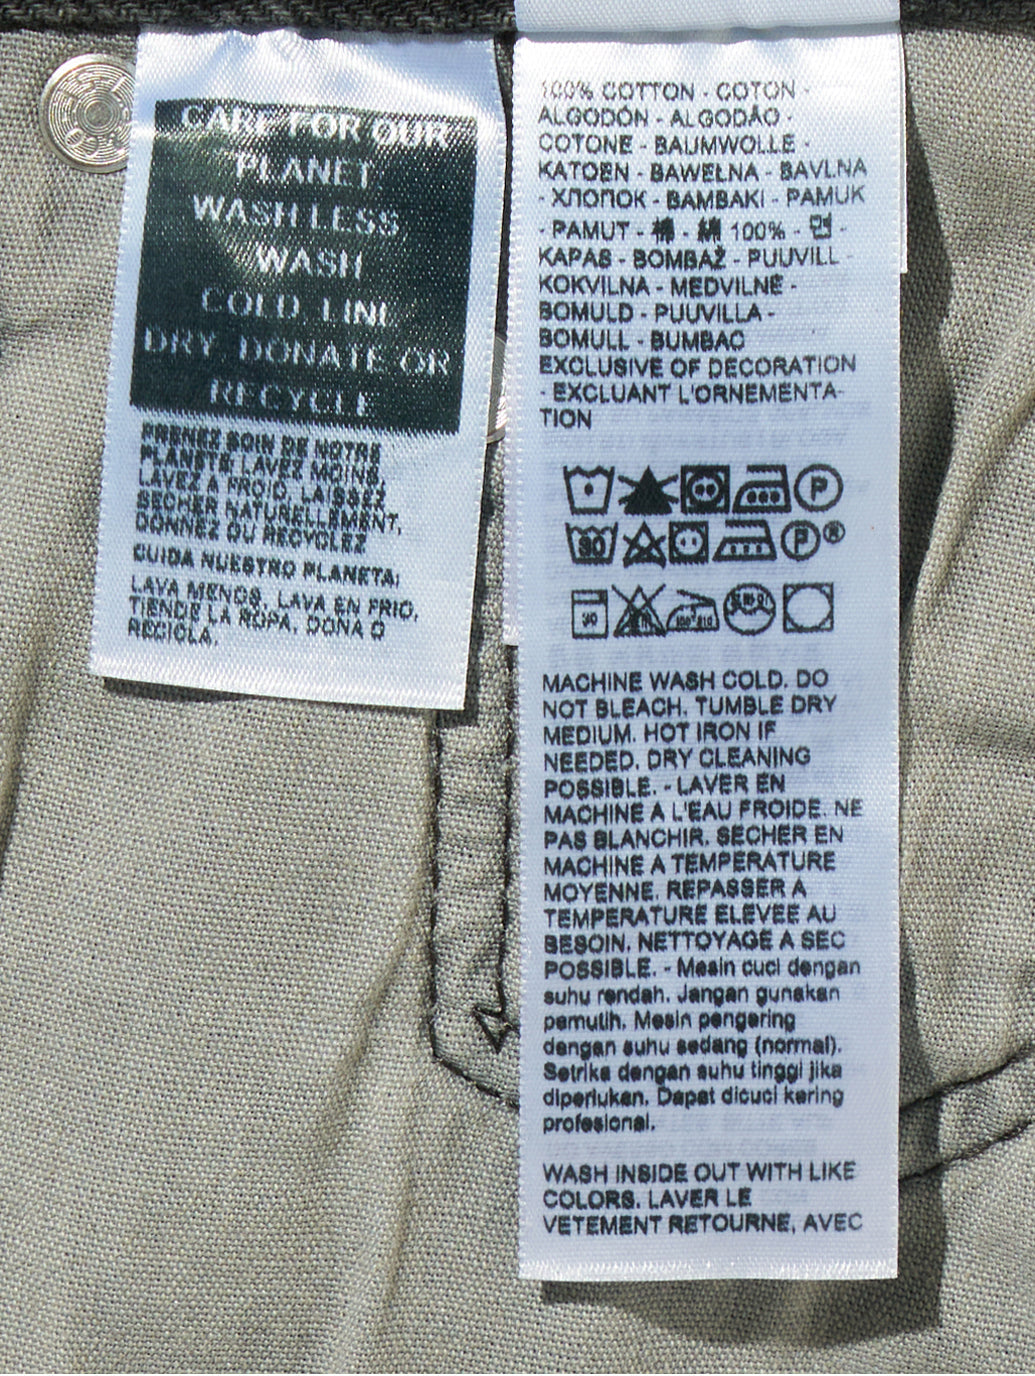 CARE FOR OUR
PLANET
WASH LESS
WASH
COLD LINE
DRY DONATE OR
RECYCLE
PRENEZ SOIN DE NOTRE
PLANETE: LAVEZ MOINS,
LAVEZ A FROID, LAISSEZ
SECHER NATURELLEMENT,
DONNEZ OU RECYCLEZ
CUIDA NUESTRO PLANETA:
LAVA MENOS, LAVA EN FRIO,
TIENDE LA ROPA, DONA O
RECICLA.
100% COTTON - COTON -
ALGODÓN - ALGODÃO -
COTONE - BAUMWOLLE -
KATOEN - BAWEŁNA - BAVLNA
- ХЛОПОК - BAMBAKI - PAMUK
- PAMUT - 棉 - 綿 100% - 면 -
KAPAS - BOMBAŽ - PUUVILL -
KOKVILNA - MEDVILNĖ -
BOMULD - PUUVILLA -
BOMULL - BUMBAC
EXCLUSIVE OF DECORATION
- EXCLUANT L'ORNEMENTA-
TION
P
30 P ®
MACHINE WASH COLD. DO
NOT BLEACH. TUMBLE DRY
MEDIUM. HOT IRON IF
NEEDED. DRY CLEANING
POSSIBLE. - LAVER EN
MACHINE A L'EAU FROIDE. NE
PAS BLANCHIR. SECHER EN
MACHINE A TEMPERATURE
MOYENNE. REPASSER A
TEMPERATURE ELEVEE AU
BESOIN. NETTOYAGE A SEC
POSSIBLE. - Mesin cuci dengan
suhu rendah. Jangan gunakan
pemutih. Mesin pengering
dengan suhu sedang (normal).
Setrika dengan suhu tinggi jika
diperlukan. Dapat dicuci kering
profesional.
WASH INSIDE OUT WITH LIKE
COLORS. LAVER LE
VETEMENT RETOURNE, AVEC